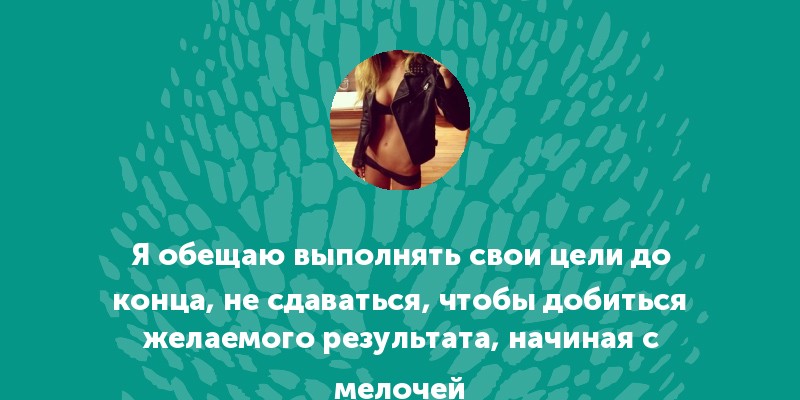 Я обещаю выполнять свои цели до
конца, не сдаваться, чтобы добиться
желаемого результата, начиная с
мелочей